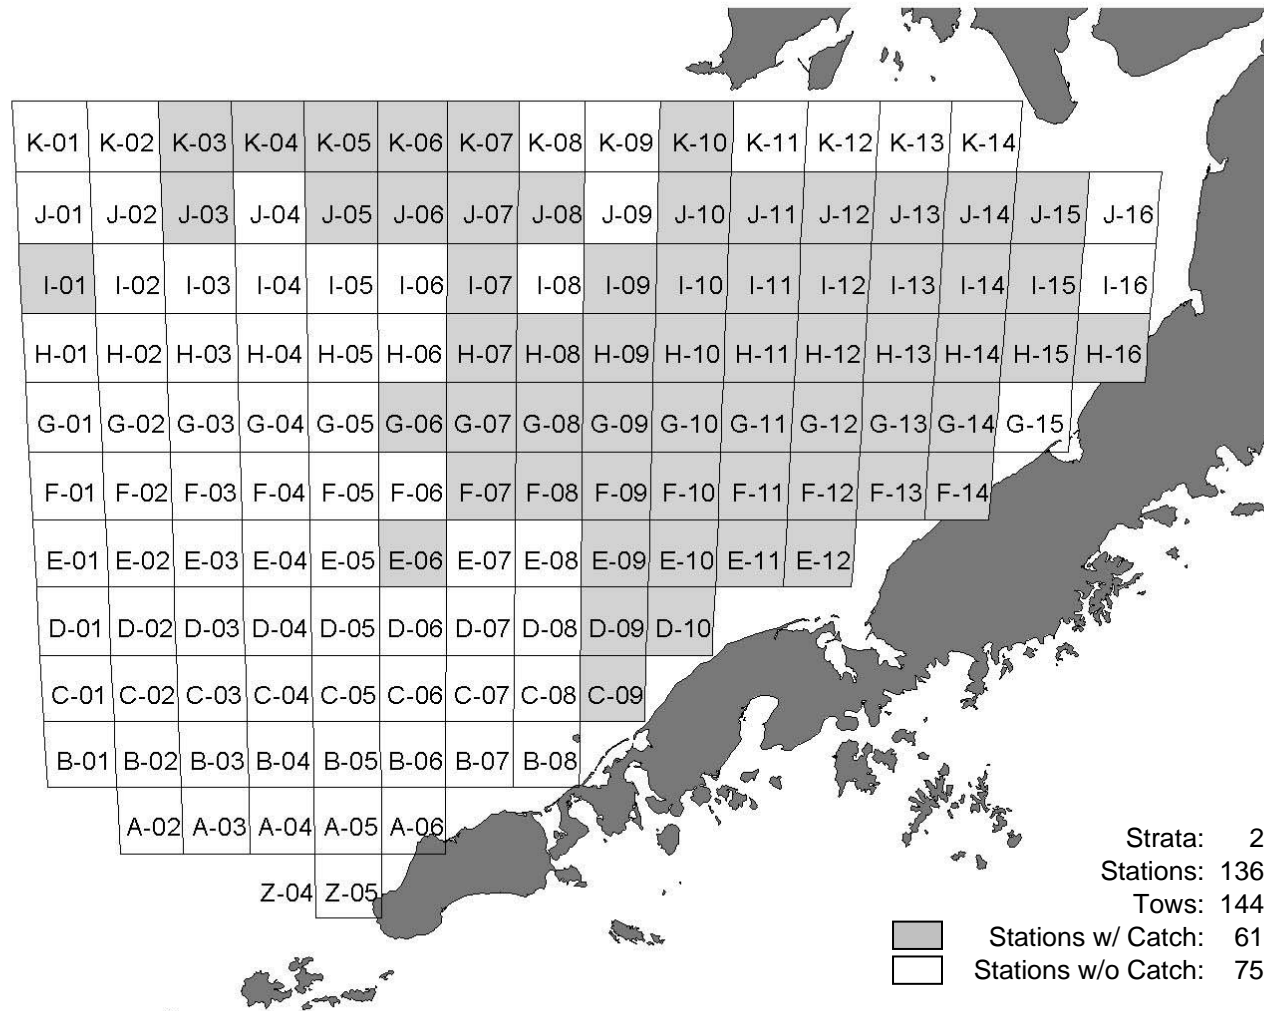 K-01 K-02 K-03 K-04 K-05 K-06 K-07 K-08 K-09 K-10 K-11 K-12 K-13 K-14
J-01 J-02 J-03 J-04 J-05 J-06 J-07 J-08 J-09 J-10 J-11 J-12 J-13 J-14 J-15 J-16
I-01 I-02 I-03 I-04 I-05 I-06 I-07 I-08 I-09 I-10 I-11 I-12 I-13 I-14 I-15 I-16
H-01 H-02 H-03 H-04 H-05 H-06 H-07 H-08 H-09 H-10 H-11 H-12 H-13 H-14 H-15 H-16
G-01 G-02 G-03 G-04 G-05 G-06 G-07 G-08 G-09 G-10 G-11 G-12 G-13 G-14 G-15
F-01 F-02 F-03 F-04 F-05 F-06 F-07 F-08 F-09 F-10 F-11 F-12 F-13 F-14
E-01 E-02 E-03 E-04 E-05 E-06 E-07 E-08 E-09 E-10 E-11 E-12
D-01 D-02 D-03 D-04 D-05 D-06 D-07 D-08 D-09 D-10
C-01 C-02 C-03 C-04 C-05 C-06 C-07 C-08 C-09
B-01 B-02 B-03 B-04 B-05 B-06 B-07 B-08
A-02 A-03 A-04 A-05 A-06
Z-04 Z-05
Strata: 2
Stations: 136
Tows: 144
Stations w/ Catch: 61
Stations w/o Catch: 75